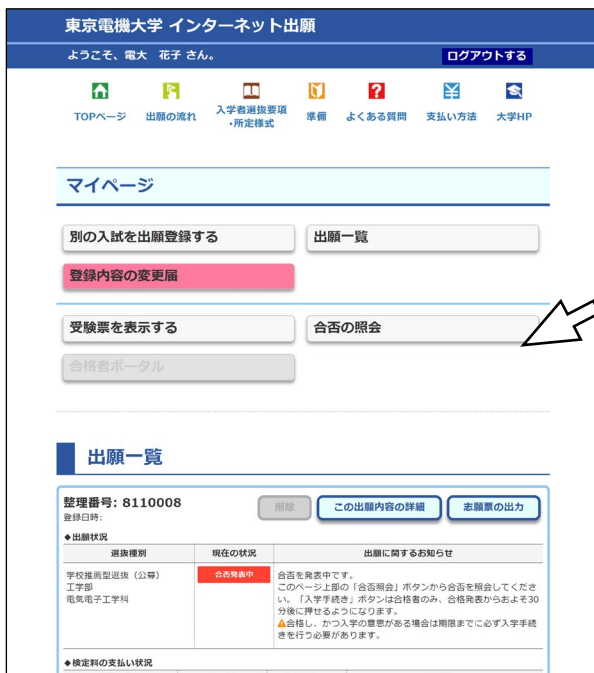 東京電機大学 インターネット出願
ようこそ、電大 花子 さん。
ログアウトする
TOPページ
出願の流れ
入学者選抜要項
・所定様式
準備
よくある質問
支払い方法
大学HP
マイページ
別の入試を出願登録する
出願一覧
登録内容の変更届
受験票を表示する
合否の照会
合格者ポータル
出願一覧
整理番号: 8110008
登録日時:
削除
この出願内容の詳細
志願票の出力
◆出願状況
選抜種別
現在の状況
出願に関するお知らせ
学校推薦型選抜（公募）
工学部
電気電子工学科
合否発表中
合否を発表中です。
このページ上部の「合否照会」ボタンから合否を照会してくださ
い。「入学手続き」ボタンは合格者のみ、合格発表からおよそ30
分後に押せるようになります。
⚠合格し、かつ入学の意思がある場合は期限までに必ず入学手続
きを行う必要があります。
◆検定料の支払い状況